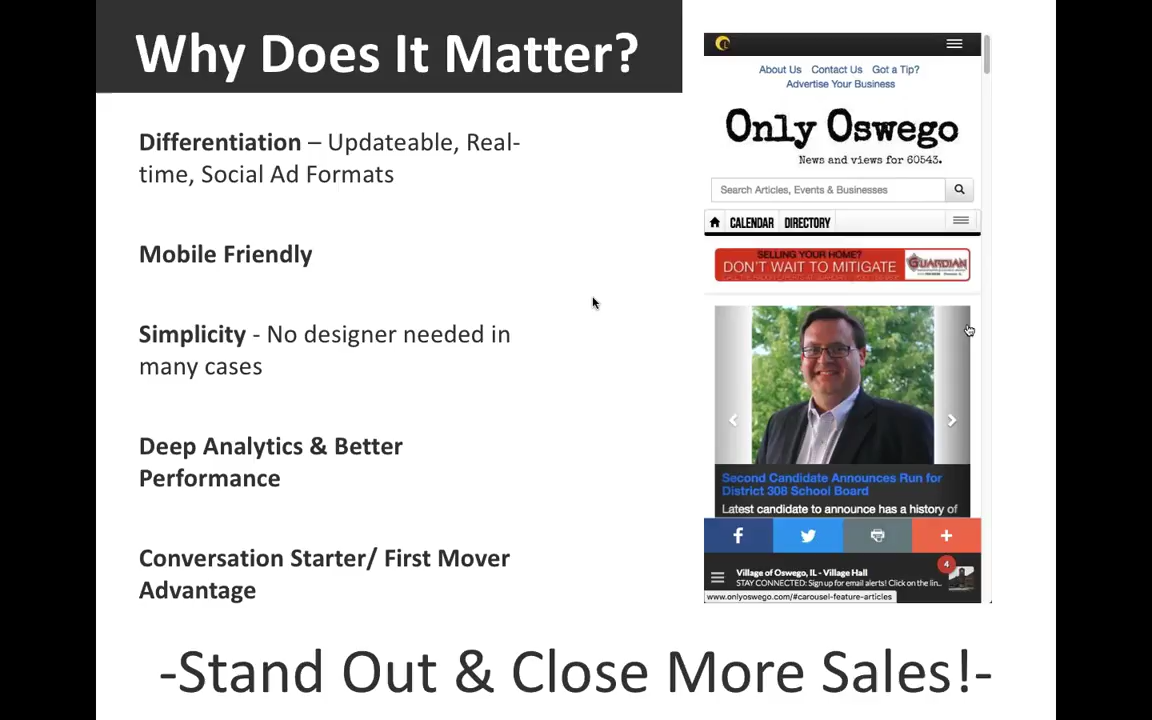 Why Does It Matter?
Differentiation – Updateable, Real-
time, Social Ad Formats
Mobile Friendly
Simplicity - No designer needed in
many cases
Deep Analytics & Better
Performance
Conversation Starter/ First Mover
Advantage
-Stand Out & Close More Sales!-
About Us Contact Us Got a Tip?
Advertise Your Business
Only Oswego
News and views for 60543.
Search Articles, Events & Businesses
CALENDAR DIRECTORY
SELLING YOUR HOME?
DON'T WAIT TO MITIGATE
GUARDIAN
Second Candidate Announces Run for
District 308 School Board
Latest candidate to announce has a history of
4
Village of Oswego, IL - Village Hall
STAY CONNECTED: Sign up for email alerts! Click on the lin...
www.onlyoswego.com/#carousel-feature-articles